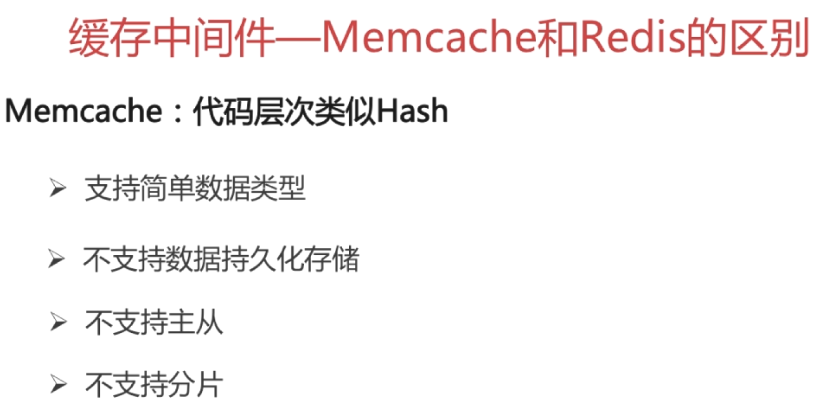 缓存中间件—Memcache和Redis的区别
Memcache：代码层次类似Hash
➢ 支持简单数据类型
➢ 不支持数据持久化存储
➢ 不支持主从
➢ 不支持分片